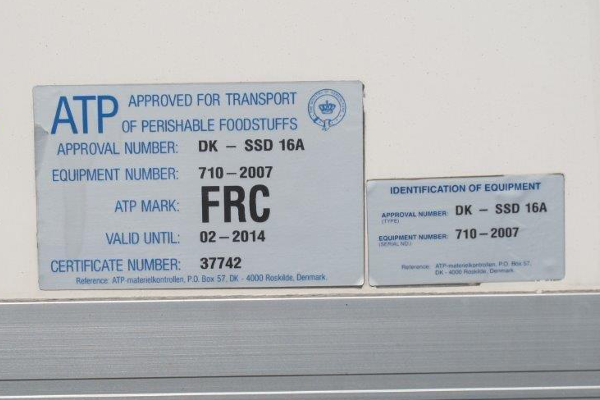 ATP APPROVED FOR TRANSPORT
OF PERISHABLE FOODSTUFFS
APPROVAL NUMBER: DK – SSD 16A
EQUIPMENT NUMBER: 710–2007
ATP MARK: FRC
VALID UNTIL: 02–2014
CERTIFICATE NUMBER: 37742
Reference: ATP-materielkontrollen, P.O. Box 57, DK - 4000 Roskilde, Denmark.
IDENTIFICATION OF EQUIPMENT
APPROVAL NUMBER: DK – SSD 16A
(TYPE)
EQUIPMENT NUMBER: 710–2007
(SERIAL NO.)
Reference: ATP-materielkontrollen, P.O. Box 57,
DK - 4000 Roskilde, Denmark.